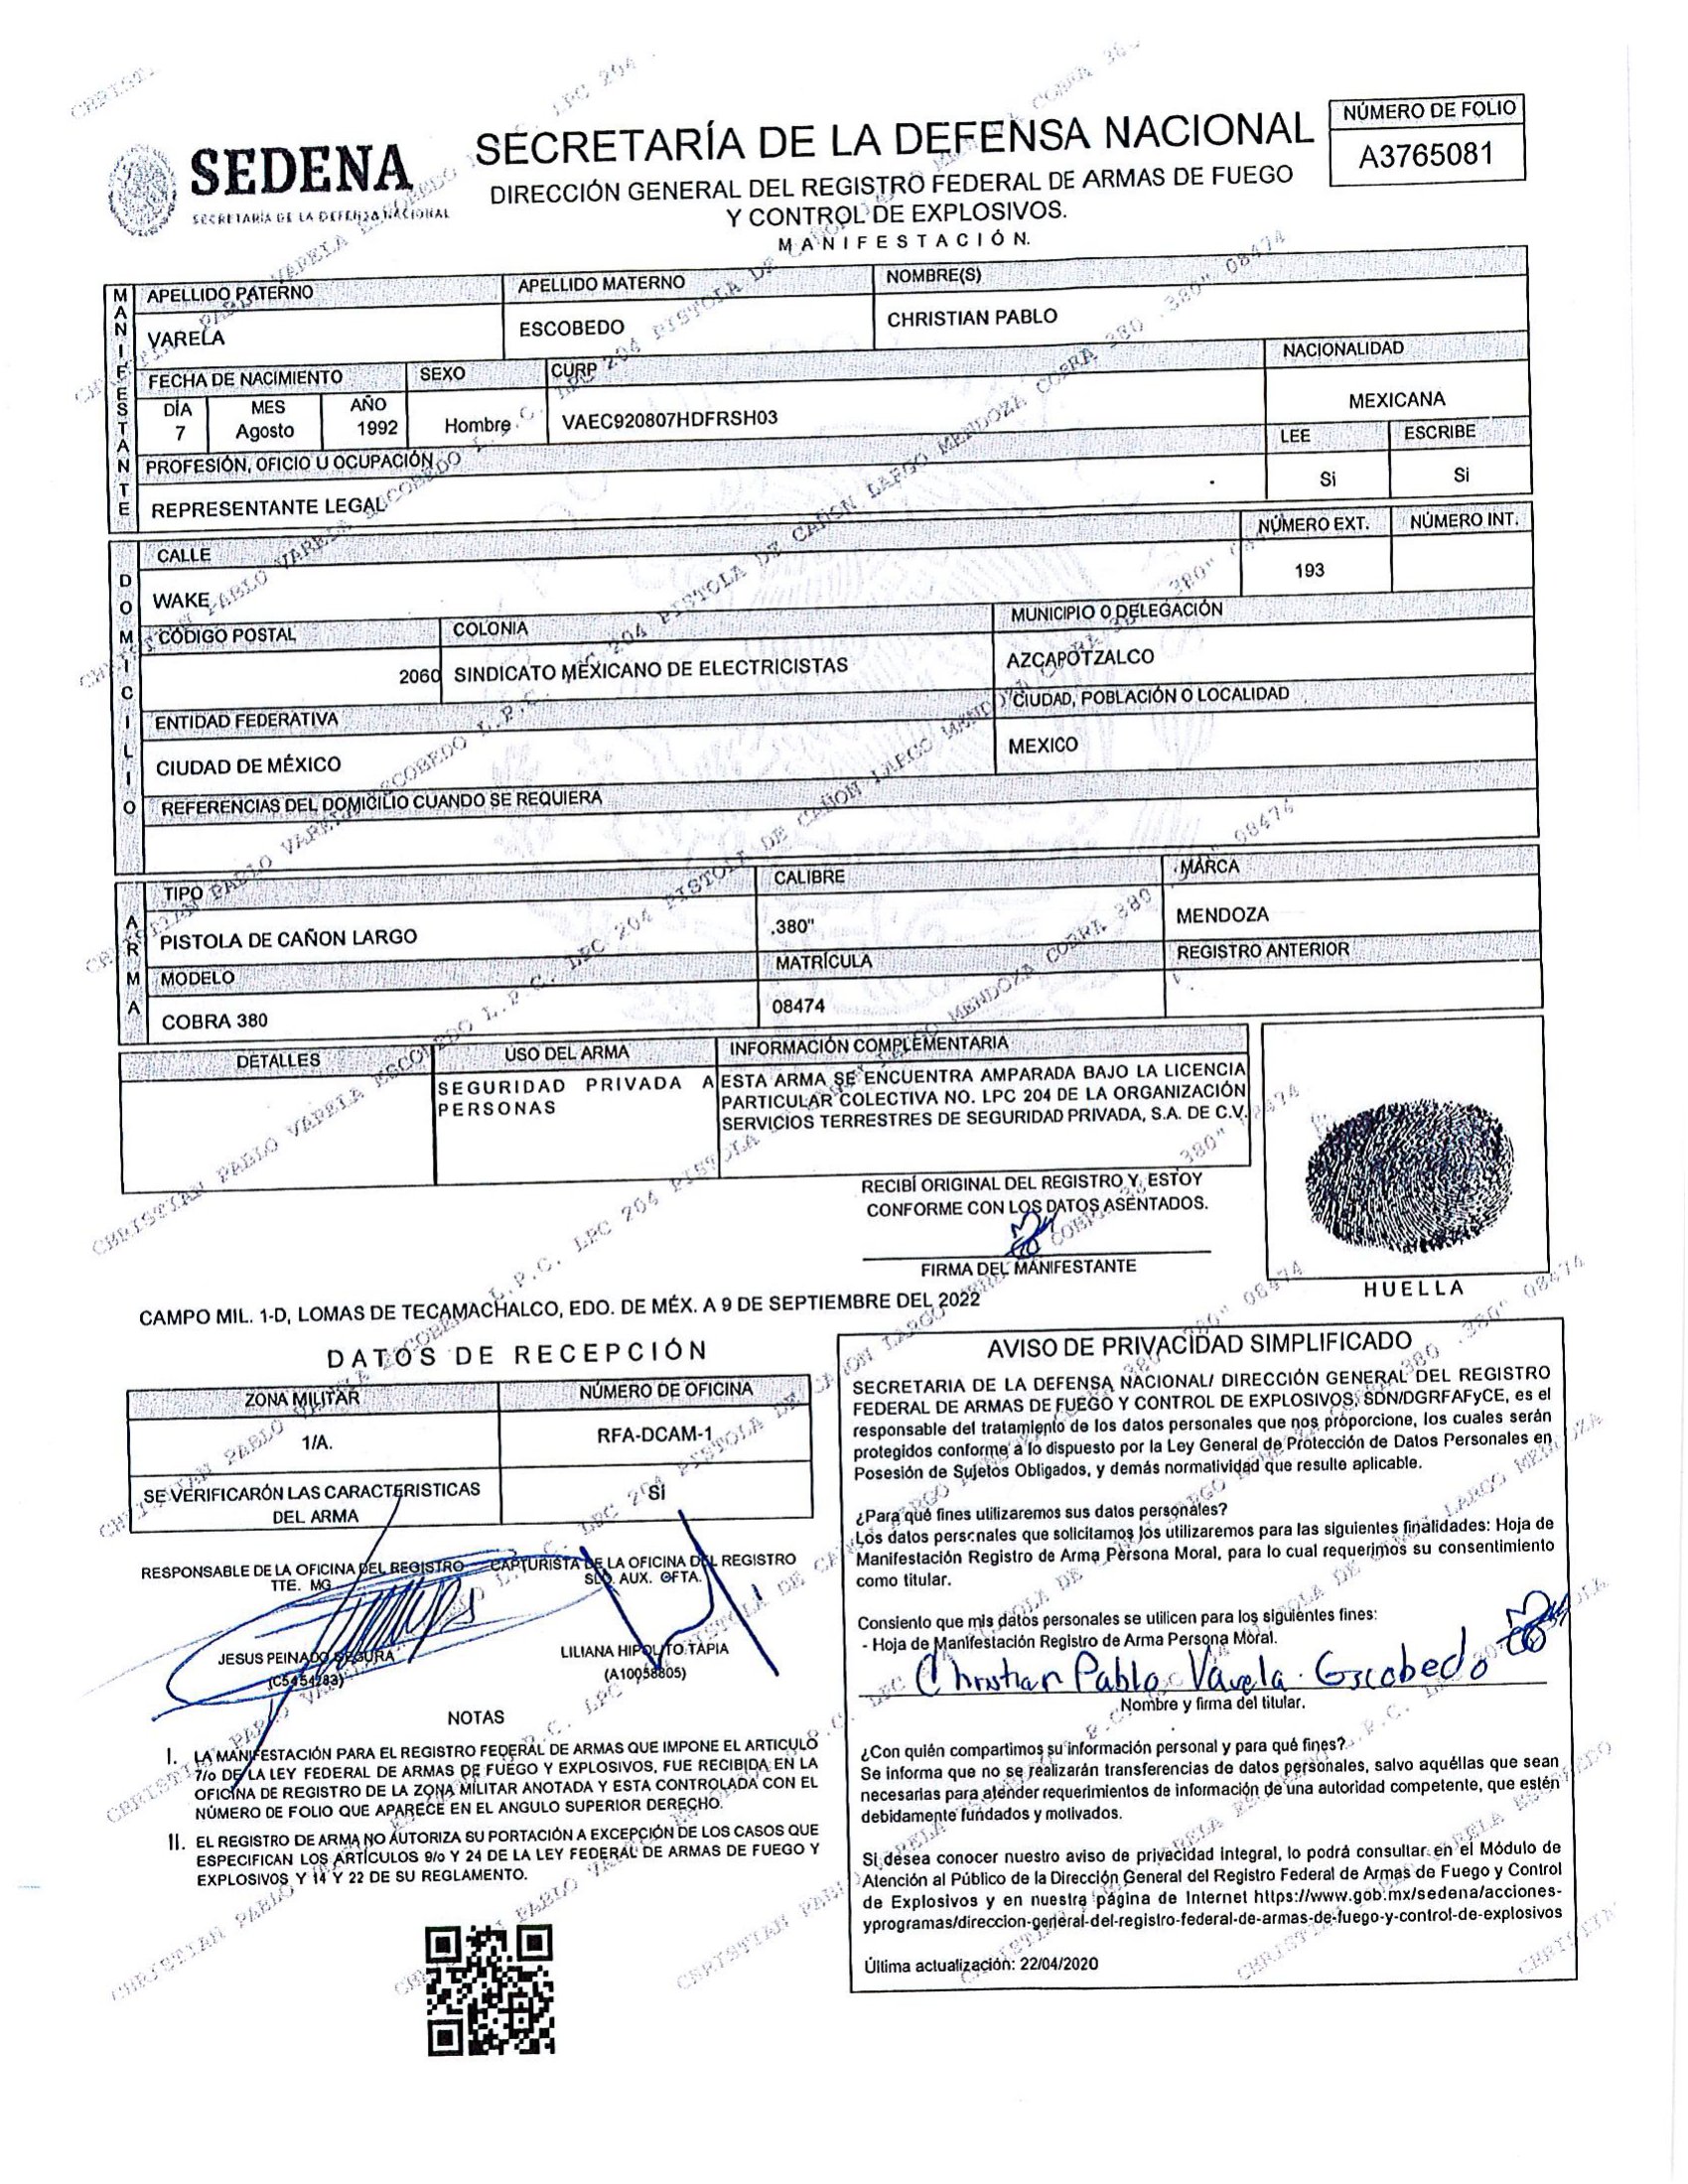 SEDENA
SECRETARÍA DE LA DEFENSA NACIONAL
SECRETARÍA DE LA DEFENSA NACIONAL
DIRECCIÓN GENERAL DEL REGISTRO FEDERAL DE ARMAS DE FUEGO
Y CONTROL DE EXPLOSIVOS.
MANIFESTACIÓN.
NÚMERO DE FOLIO
A3765081
MANIFESTANTE
APELLIDO PATERNO APELLIDO MATERNO NOMBRE(S)
VARELA ESCOBEDO CHRISTIAN PABLO
FECHA DE NACIMIENTO SEXO CURP NACIONALIDAD
DÍA MES AÑO
7 Agosto 1992 Hombre VAEC920807HDFRSH03 MEXICANA
PROFESIÓN, OFICIO U OCUPACIÓN LEE ESCRIBE
REPRESENTANTE LEGAL Si Si
DOMICILIO
CALLE NÚMERO EXT. NÚMERO INT.
WAKE 193
CÓDIGO POSTAL COLONIA MUNICIPIO O DELEGACIÓN
2060 SINDICATO MEXICANO DE ELECTRICISTAS AZCAPOTZALCO
ENTIDAD FEDERATIVA CIUDAD, POBLACIÓN O LOCALIDAD
CIUDAD DE MÉXICO MEXICO
REFERENCIAS DEL DOMICILIO CUANDO SE REQUIERA
ARMA
TIPO CALIBRE MARCA
PISTOLA DE CAÑON LARGO .380" MENDOZA
MODELO MATRÍCULA REGISTRO ANTERIOR
COBRA 380 08474
DETALLES USO DEL ARMA INFORMACIÓN COMPLEMENTARIA
SEGURIDAD PRIVADA A
PERSONAS
ESTA ARMA SE ENCUENTRA AMPARADA BAJO LA LICENCIA
PARTICULAR COLECTIVA NO. LPC 204 DE LA ORGANIZACIÓN
SERVICIOS TERRESTRES DE SEGURIDAD PRIVADA, S.A. DE C.V.
RECIBÍ ORIGINAL DEL REGISTRO Y ESTOY
CONFORME CON LOS DATOS ASENTADOS.
FIRMA DEL MANIFESTANTE
HUELLA
CAMPO MIL. 1-D, LOMAS DE TECAMACHALCO, EDO. DE MÉX. A 9 DE SEPTIEMBRE DEL 2022
DATOS DE RECEPCIÓN
ZONA MILITAR NÚMERO DE OFICINA
1/A. RFA-DCAM-1
SE VERIFICARÓN LAS CARACTERISTICAS
DEL ARMA
SI
RESPONSABLE DE LA OFICINA DEL REGISTRO
TTE. MG.
JESUS PEINADO SEGURA
(C5454283)
CAPTURISTA DE LA OFICINA DEL REGISTRO
SLD. AUX. OFTA.
LILIANA HIPOLITO TAPIA
(A10058805)
NOTAS
I. LA MANIFESTACIÓN PARA EL REGISTRO FEDERAL DE ARMAS QUE IMPONE EL ARTICULO
7/o DE LA LEY FEDERAL DE ARMAS DE FUEGO Y EXPLOSIVOS, FUE RECIBIDA EN LA
OFICINA DE REGISTRO DE LA ZONA MILITAR ANOTADA Y ESTA CONTROLADA CON EL
NÚMERO DE FOLIO QUE APARECE EN EL ANGULO SUPERIOR DERECHO.
II. EL REGISTRO DE ARMA NO AUTORIZA SU PORTACIÓN A EXCEPCIÓN DE LOS CASOS QUE
ESPECIFICAN LOS ARTÍCULOS 9/o Y 24 DE LA LEY FEDERAL DE ARMAS DE FUEGO Y
EXPLOSIVOS Y 14 Y 22 DE SU REGLAMENTO.
AVISO DE PRIVACIDAD SIMPLIFICADO
SECRETARIA DE LA DEFENSA NACIONAL/ DIRECCIÓN GENERAL DEL REGISTRO
FEDERAL DE ARMAS DE FUEGO Y CONTROL DE EXPLOSIVOS, SDN/DGRFAFyCE, es el
responsable del tratamiento de los datos personales que nos proporcione, los cuales serán
protegidos conforme a lo dispuesto por la Ley General de Protección de Datos Personales en
Posesión de Sujetos Obligados, y demás normatividad que resulte aplicable.
¿Para qué fines utilizaremos sus datos personales?
Los datos personales que solicitamos los utilizaremos para las siguientes finalidades: Hoja de
Manifestación Registro de Arma Persona Moral, para lo cual requerimos su consentimiento
como titular.
Consiento que mis datos personales se utilicen para los siguientes fines:
- Hoja de Manifestación Registro de Arma Persona Moral.
Christian Pablo Varela Escobedo
Nombre y firma del titular.
¿Con quién compartimos su información personal y para qué fines?
Se informa que no se realizarán transferencias de datos personales, salvo aquéllas que sean
necesarias para atender requerimientos de información de una autoridad competente, que estén
debidamente fundados y motivados.
Si desea conocer nuestro aviso de privacidad integral, lo podrá consultar en el Módulo de
Atención al Público de la Dirección General del Registro Federal de Armas de Fuego y Control
de Explosivos y en nuestra página de Internet https://www.gob.mx/sedena/acciones-
yprogramas/direccion-general-del-registro-federal-de-armas-de-fuego-y-control-de-explosivos
Última actualización: 22/04/2020